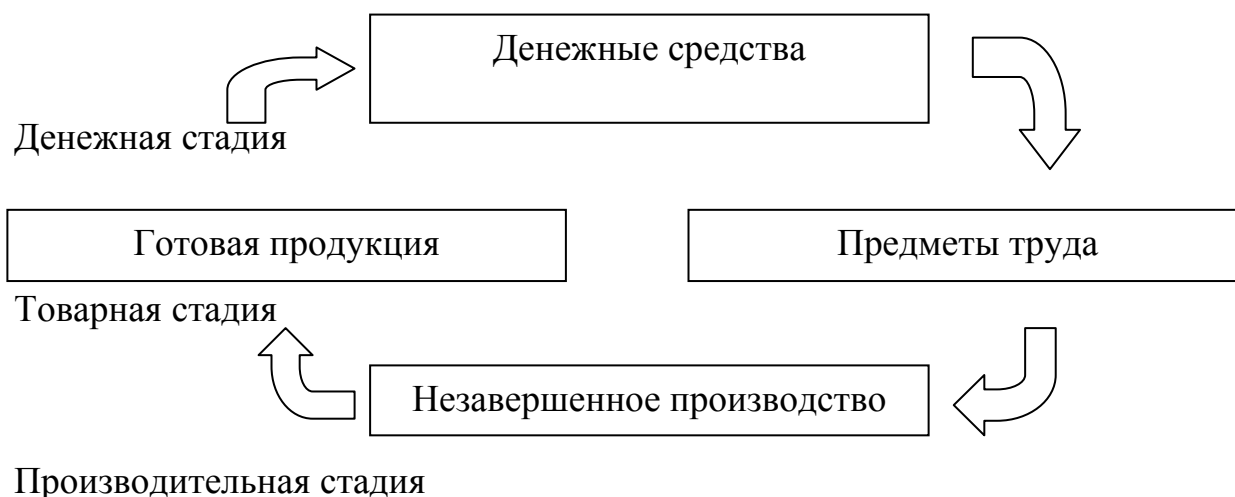 Денежные средства
Денежная стадия
Готовая продукция
Предметы труда
Товарная стадия
Незавершенное производство
Производительная стадия